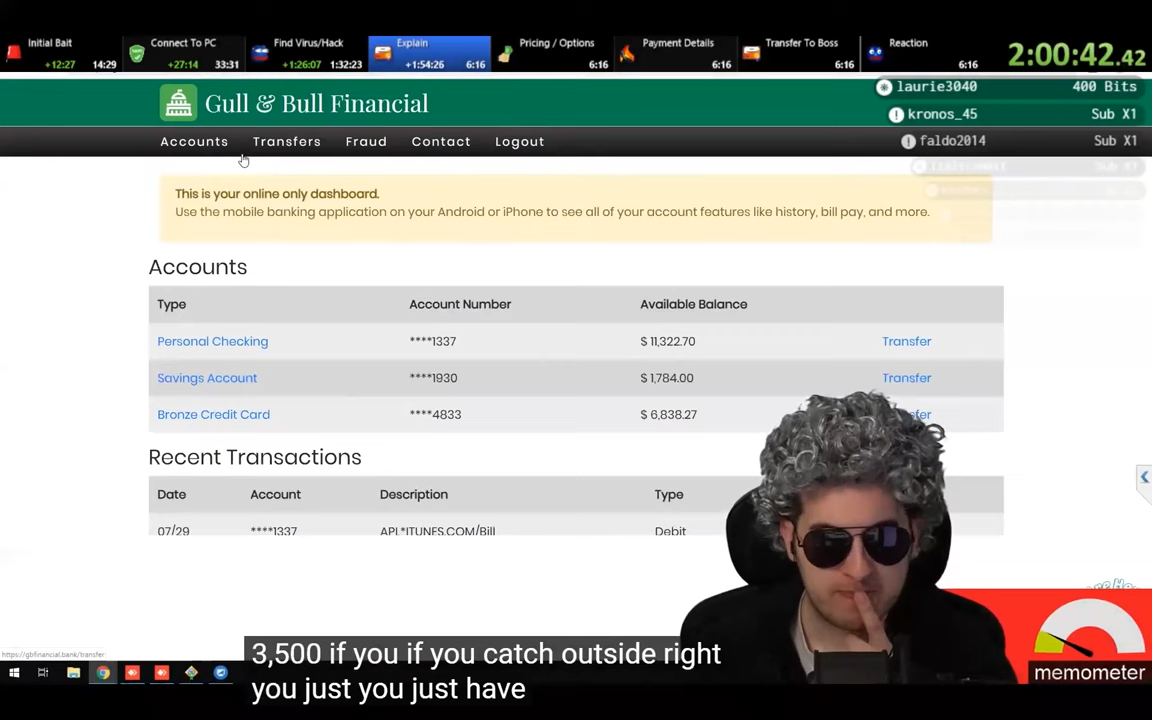 Initial Bait
+12:27 14:29
Connect To PC
+27:14 33:31
Find Virus/Hack
+1:26:07 1:32:23
Explain
+1:54:26 6:16
Pricing / Options
6:16
Payment Details
6:16
Transfer To Boss
6:16
Reaction
6:16
2:00:42.42
laurie3040 400 Bits
kronos_45 Sub X1
faldo2014 Sub X1
Gull & Bull Financial
Accounts Transfers Fraud Contact Logout
This is your online only dashboard.
Use the mobile banking application on your Android or iPhone to see all of your account features like history, bill pay, and more.
Accounts
Type Account Number Available Balance
Personal Checking ****1337 $ 11,322.70 Transfer
Savings Account ****1930 $ 1,784.00 Transfer
Bronze Credit Card ****4833 $ 6,838.27
Recent Transactions
Date Account Description Type
07/29 ****1337 APL*ITUNES.COM/Bill Debit
3,500 if you if you catch outside right
you just you just have
https://gbfinancial.bank/transfer
memometer